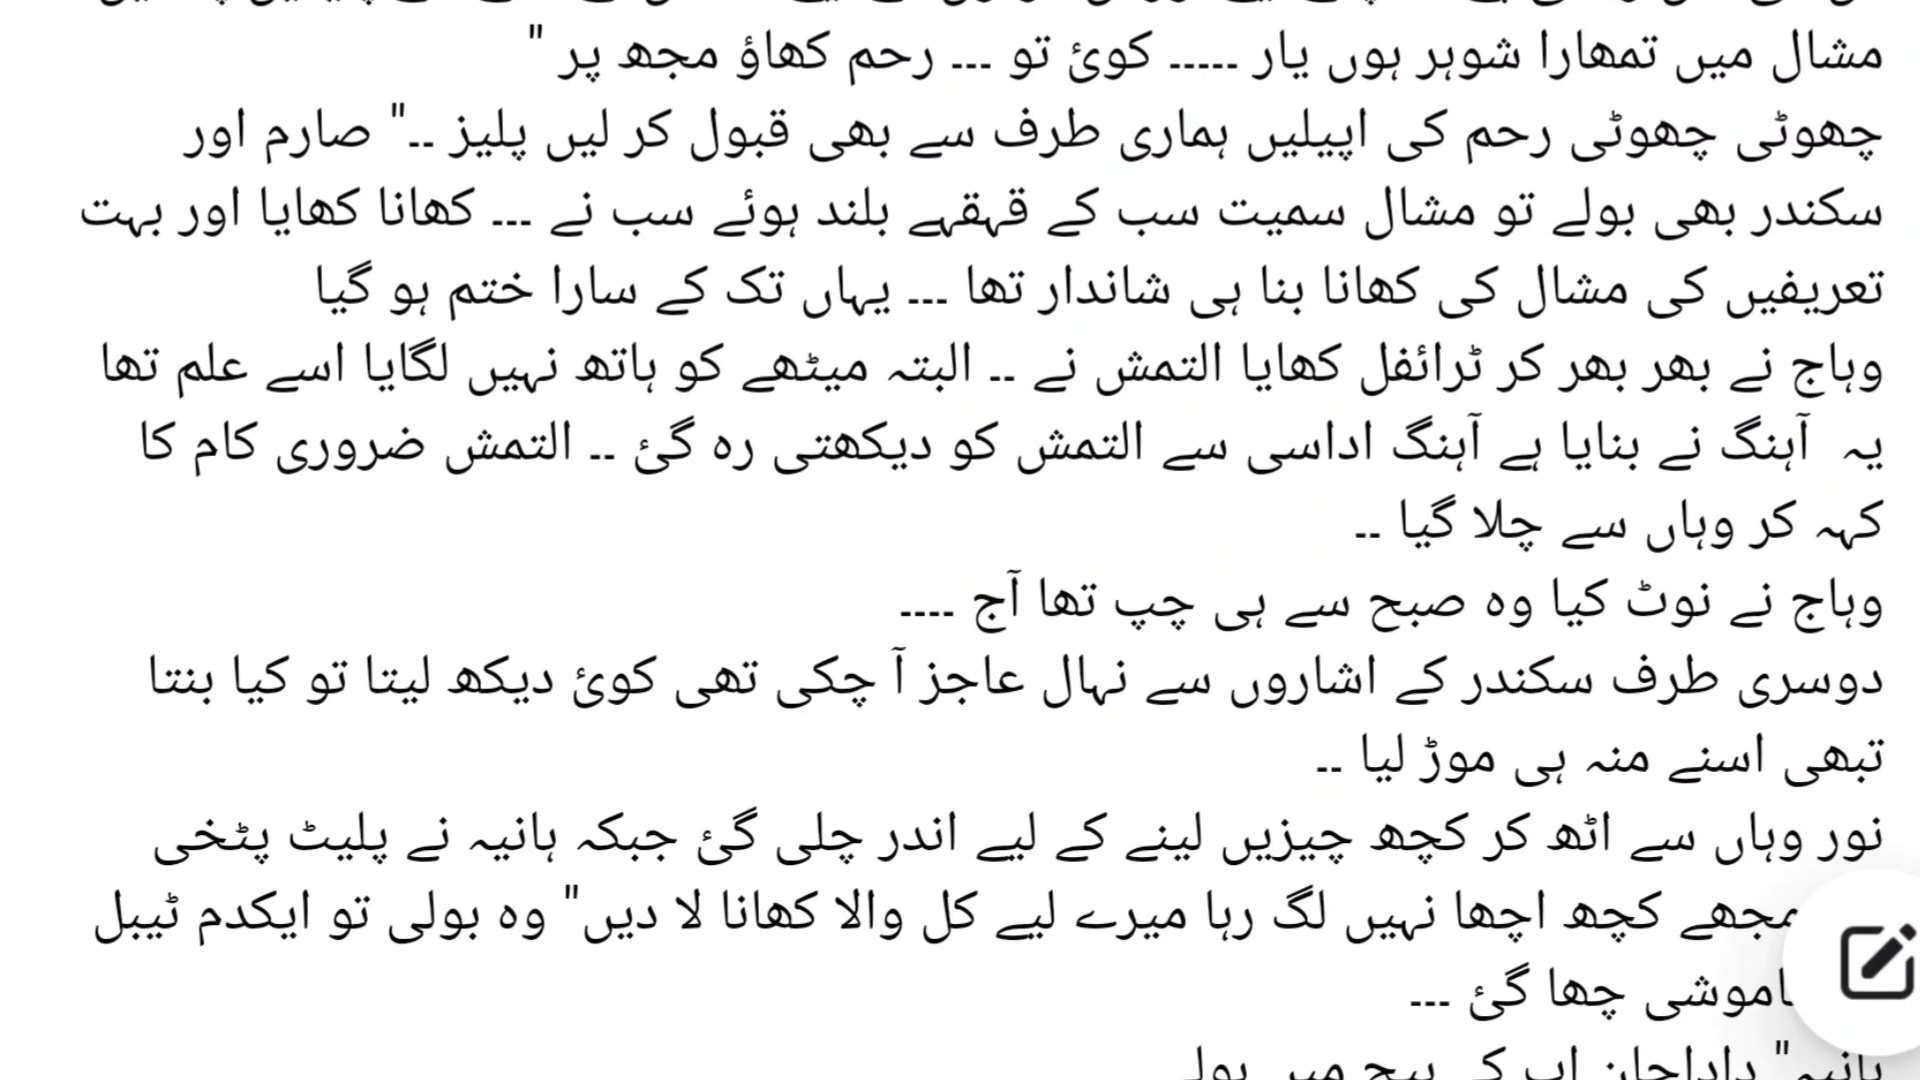 مشال میں تمھارا شوہر ہوں یار ----- کوئ تو --- رحم کھاؤ مجھ پر "
چھوٹی چھوٹی رحم کی اپیلیں ہماری طرف سے بھی قبول کر لیں پلیز --" صارم اور
سکندر بھی بولے تو مشال سمیت سب کے قہقہے بلند ہوئے سب نے --- کھانا کھایا اور بہت
تعریفیں کی مشال کی کھانا بنا ہی شاندار تھا --- یہاں تک کے سارا ختم ہو گیا
وہاج نے بھر بھر کر ٹرائفل کھایا التمش نے -- البتہ میٹھے کو ہاتھ نہیں لگایا اسے علم تھا
یہ  آہنگ نے بنایا ہے آہنگ اداسی سے التمش کو دیکھتی رہ گئ -- التمش ضروری کام کا
کہہ کر وہاں سے چلا گیا --
وہاج نے نوٹ کیا وہ صبح سے ہی چپ تھا آج ----
دوسری طرف سکندر کے اشاروں سے نہال عاجز آ چکی تھی کوئ دیکھ لیتا تو کیا بنتا
تبھی اسنے منہ ہی موڑ لیا --
نور وہاں سے اٹھ کر کچھ چیزیں لینے کے لیے اندر چلی گئ جبکہ ہانیہ نے پلیٹ پٹخی
مجھے کچھ اچھا نہیں لگ رہا میرے لیے کل والا کھانا لا دیں" وہ بولی تو ایکدم ٹیبل
چھا گئ ---
ہانیہ" داداجان اب کے بیچ میں بولے